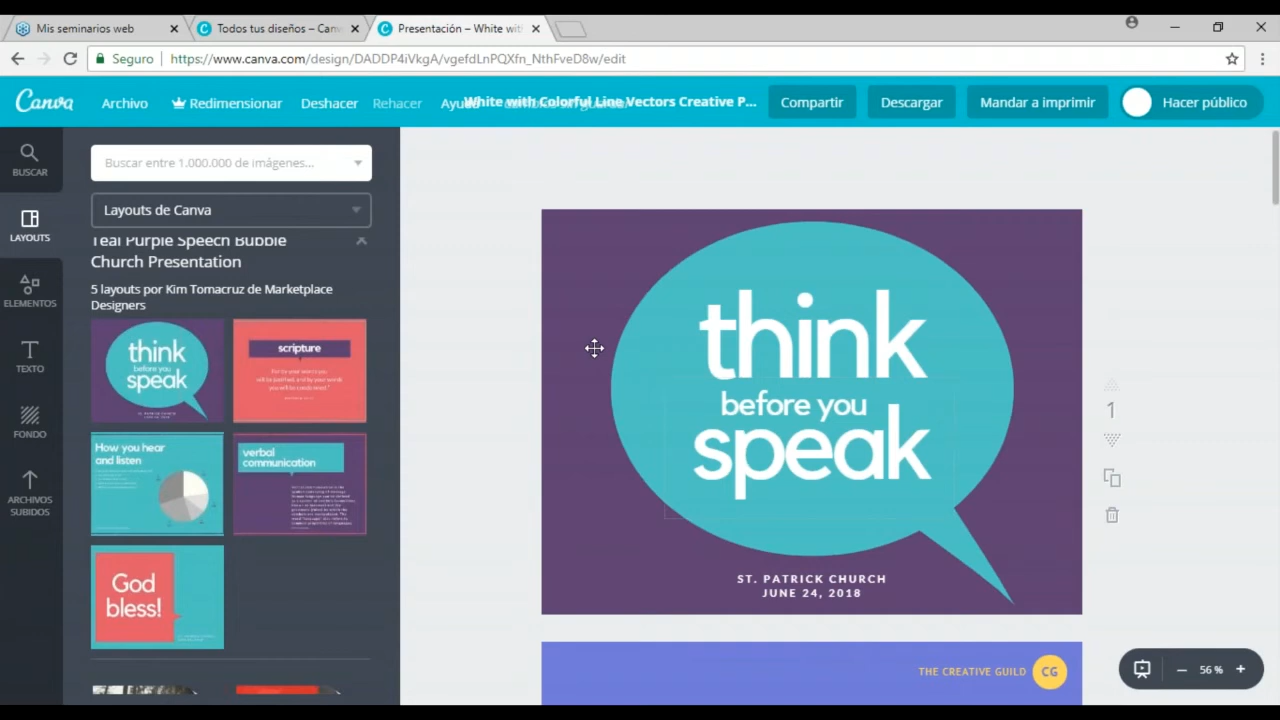 Mis seminarios web
Todos tus diseños – Can
Presentación – White wit
Seguro
https://www.canva.com/design/DADDP4iVkgA/vgefdLnPQXfn_NthFveD8w/edit
Canva
Archivo
Redimensionar
Deshacer
Rehacer
White with Colorful Line Vectors Creative P...
Compartir
Descargar
Mandar a imprimir
Hacer público
BUSCAR
LAYOUTS
ELEMENTOS
TEXTO
FONDO
ARCHIVOS
SUBIDOS
Buscar entre 1.000.000 de imágenes...
Layouts de Canva
Teal Purple Speech Bubble
Church Presentation
5 layouts por Kim Tomacruz de Marketplace
Designers
think
before you
speak
scripture
How you hear
and listen
verbal
communication
God
bless!
think
before you
speak
ST. PATRICK CHURCH
JUNE 24, 2018
1
THE CREATIVE GUILD
CG
56 %